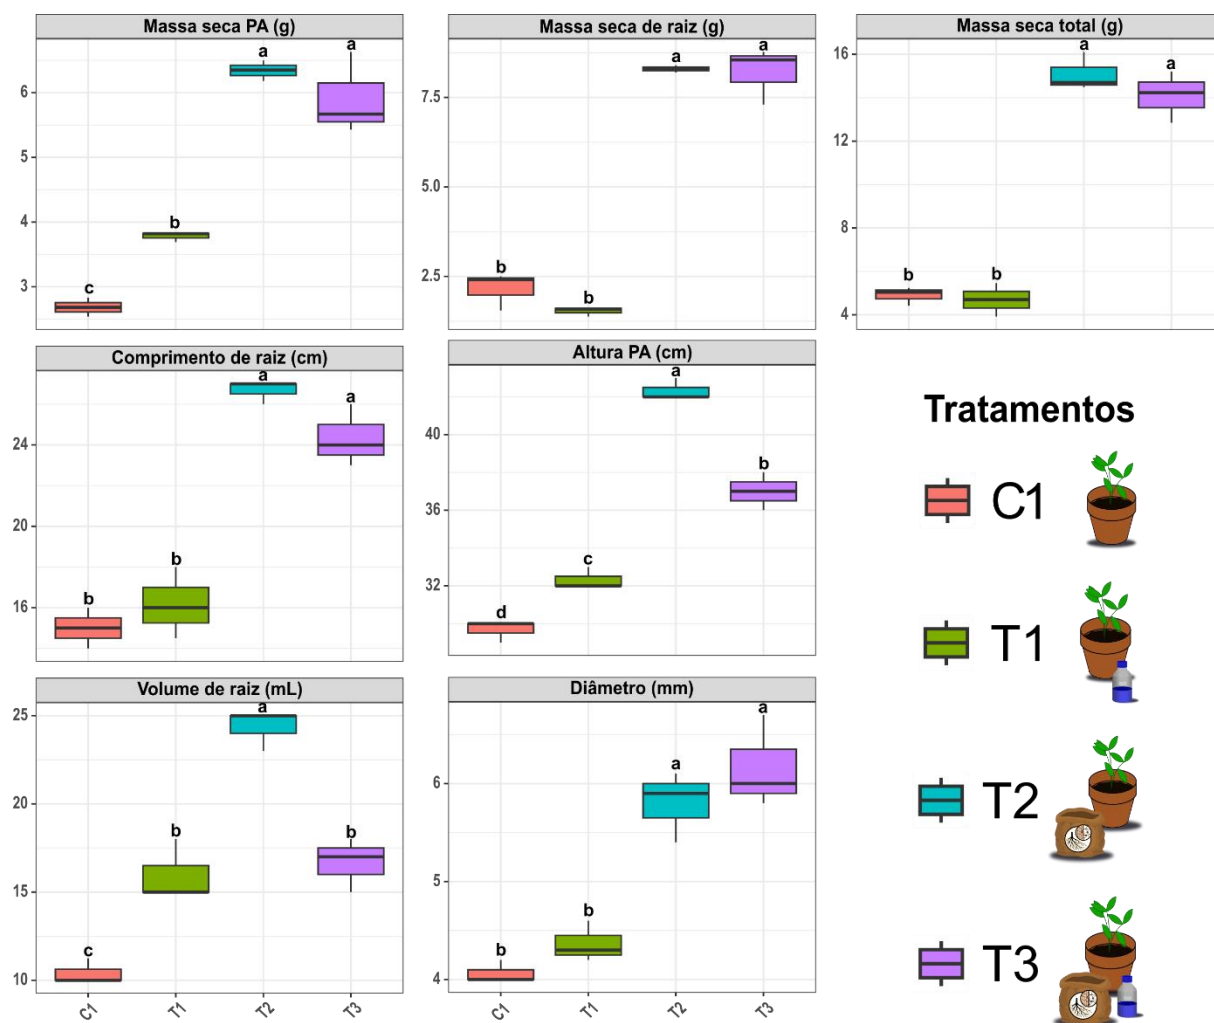 Massa seca PA (g)
6
5
4
3
c
b
a
a
Massa seca de raiz (g)
7.5
5.0
2.5
b
b
a
a
Massa seca total (g)
16
12
8
4
b
b
a
a
Comprimento de raiz (cm)
24
20
16
b
b
a
a
Altura PA (cm)
40
36
32
d
c
a
b
Volume de raiz (mL)
25
20
15
10
c
b
a
b
C1
T1
T2
T3
Diâmetro (mm)
6
5
4
b
b
a
a
C1
T1
T2
T3
Tratamentos
C1
T1
T2
T3